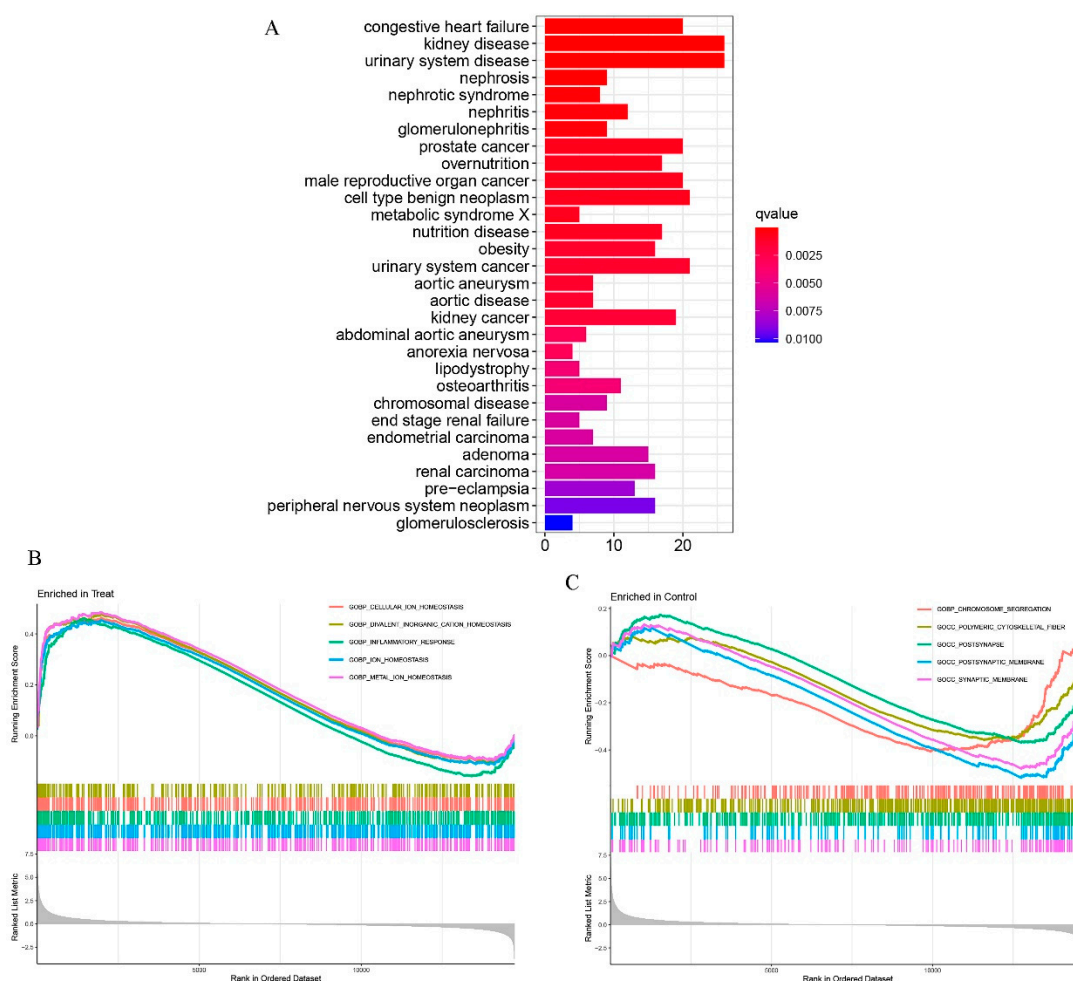 A
congestive heart failure
kidney disease
urinary system disease
nephrosis
nephrotic syndrome
nephritis
glomerulonephritis
prostate cancer
overnutrition
male reproductive organ cancer
cell type benign neoplasm
metabolic syndrome X
nutrition disease
obesity
urinary system cancer
aortic aneurysm
aortic disease
kidney cancer
abdominal aortic aneurysm
anorexia nervosa
lipodystrophy
osteoarthritis
chromosomal disease
end stage renal failure
endometrial carcinoma
adenoma
renal carcinoma
pre−eclampsia
peripheral nervous system neoplasm
glomerulosclerosis
0 10 20
qvalue
0.0025
0.0050
0.0075
0.0100
B
Enriched in Treat
Running Enrichment Score
0.4
0.2
0.0
GOBP_CELLULAR_ION_HOMEOSTASIS
GOBP_DIVALENT_INORGANIC_CATION_HOMEOSTASIS
GOBP_INFLAMMATORY_RESPONSE
GOBP_ION_HOMEOSTASIS
GOBP_METAL_ION_HOMEOSTASIS
Ranked List Metric
7.5
5.0
2.5
0.0
−2.5
5000 10000
Rank in Ordered Dataset
C
Enriched in Control
Running Enrichment Score
0.2
0.0
−0.4
GOBP_CHROMOSOME_SEGREGATION
GOCC_POLYMERIC_CYTOSKELETAL_FIBER
GOCC_POSTSYNAPSE
GOCC_POSTSYNAPTIC_MEMBRANE
GOCC_SYNAPTIC_MEMBRANE
Ranked List Metric
7.5
5.0
2.5
0.0
−2.5
10000
Rank in Ordered Dataset